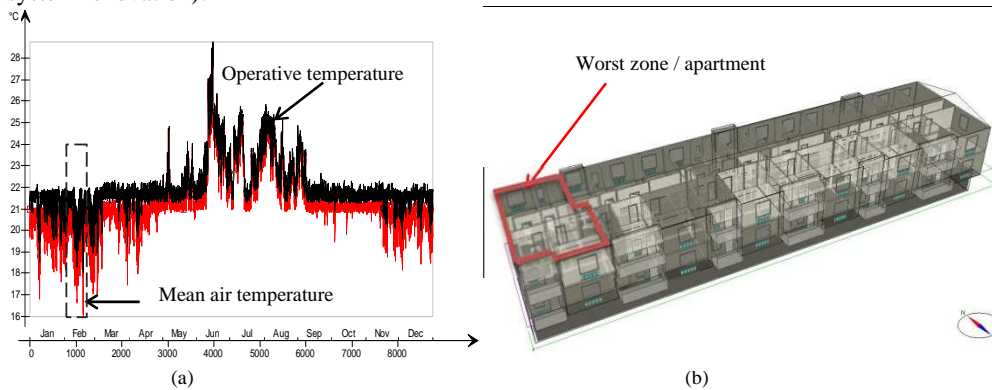 system renovation).
°C
28
27
26
25
24
23
22
21
20
19
18
17
16
Operative temperature
Mean air temperature
Jan Feb Mar Apr May Jun Jul Aug Sep Oct Nov Dec
0 1000 2000 3000 4000 5000 6000 7000 8000
(a)
Worst zone / apartment
N
(b)